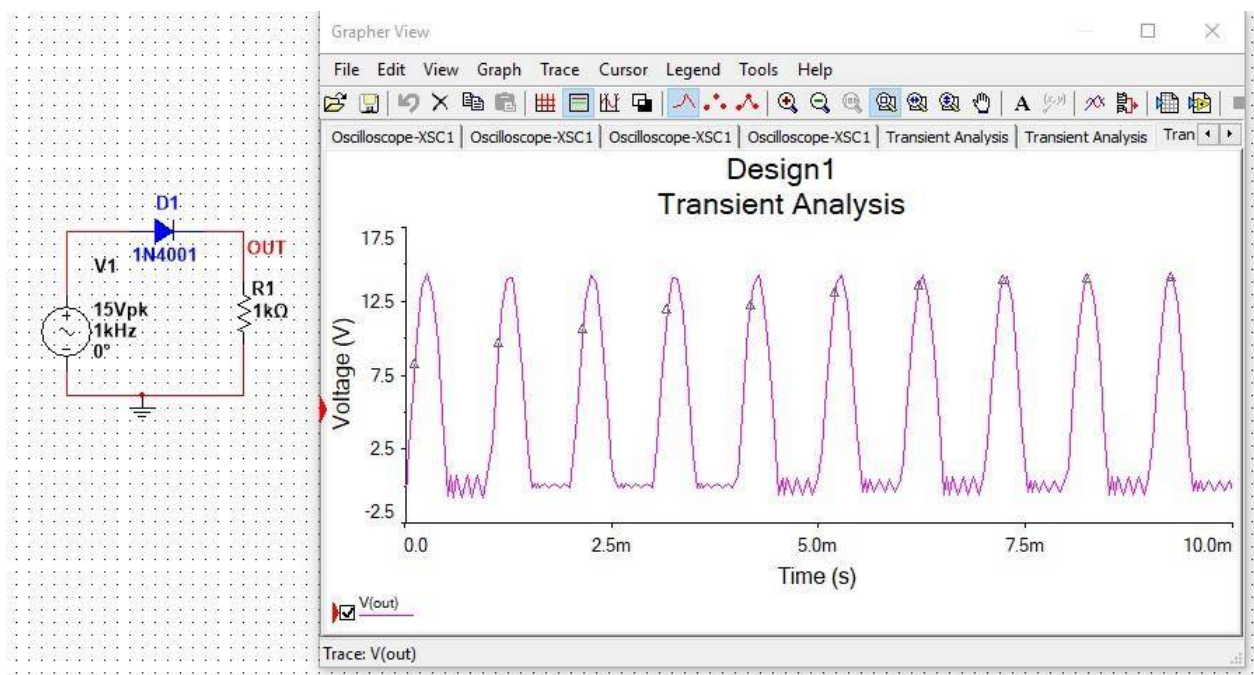 D1
1N4001
OUT
V1
15Vpk
1kHz
0°
R1
1kΩ
Grapher View
File Edit View Graph Trace Cursor Legend Tools Help
A
Oscilloscope-XSC1 Oscilloscope-XSC1 Oscilloscope-XSC1 Oscilloscope-XSC1 Transient Analysis Transient Analysis Tran
Design1
Transient Analysis
Voltage (V)
17.5
12.5
7.5
2.5
-2.5
0.0 2.5m 5.0m 7.5m 10.0m
Time (s)
V(out)
Trace: V(out)